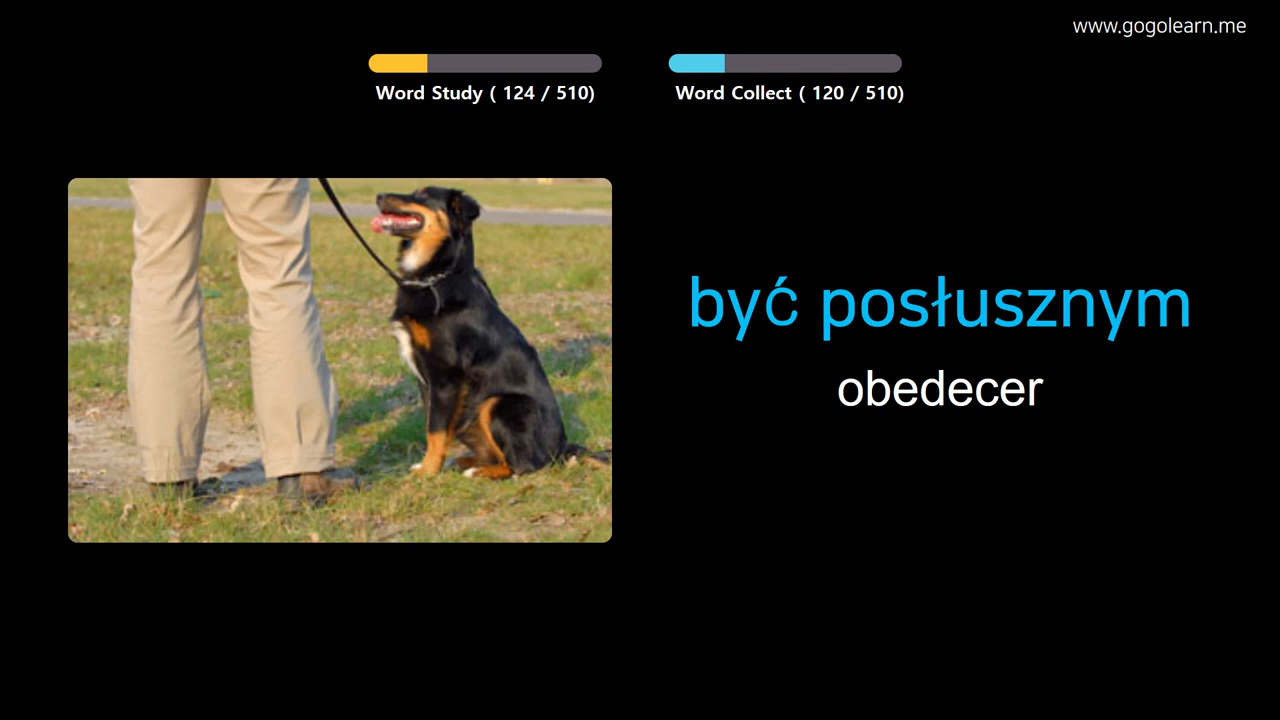 www.gogolearn.me
Word Study ( 124 / 510)
Word Collect ( 120 / 510)
być posłusznym
obedecer